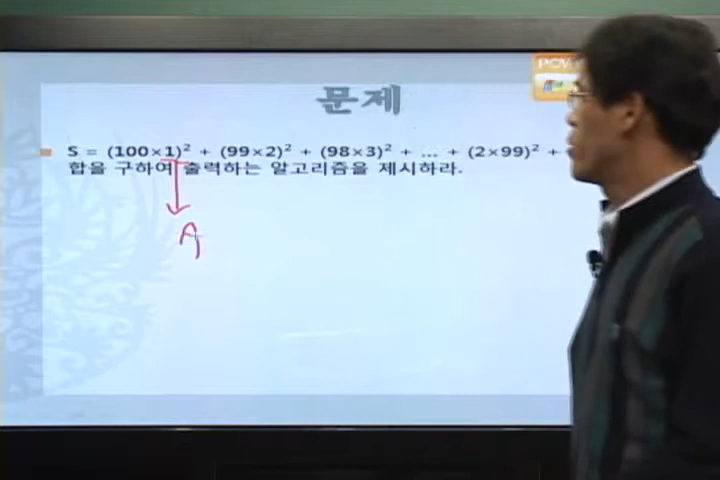 문제
S = (100×1)² + (99×2)² + (98×3)² + ... + (2×99)² +
합을 구하여 출력하는 알고리즘을 제시하라.
A